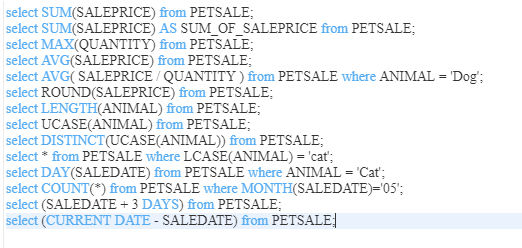 select SUM(SALEPRICE) from PETSALE;
select SUM(SALEPRICE) AS SUM_OF_SALEPRICE from PETSALE;
select MAX(QUANTITY) from PETSALE;
select AVG(SALEPRICE) from PETSALE;
select AVG( SALEPRICE / QUANTITY ) from PETSALE where ANIMAL = 'Dog';
select ROUND(SALEPRICE) from PETSALE;
select LENGTH(ANIMAL) from PETSALE;
select UCASE(ANIMAL) from PETSALE;
select DISTINCT(UCASE(ANIMAL)) from PETSALE;
select * from PETSALE where LCASE(ANIMAL) = 'cat';
select DAY(SALEDATE) from PETSALE where ANIMAL = 'Cat';
select COUNT(*) from PETSALE where MONTH(SALEDATE)='05';
select (SALEDATE + 3 DAYS) from PETSALE;
select (CURRENT DATE - SALEDATE) from PETSALE;